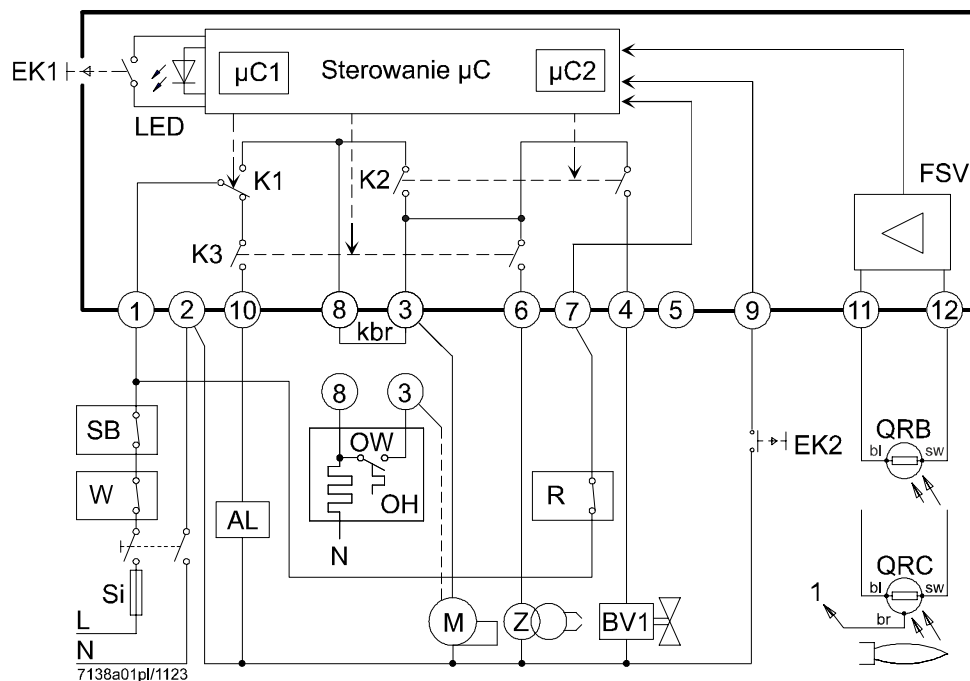 EK1
LED
µC1
Sterowanie µC
µC2
FSV
K1
K2
K3
1
2
10
8
3
6
7
4
5
9
11
12
kbr
8
3
SB
W
OW
OH
N
AL
R
EK2
QRB
bl
sw
QRC
bl
sw
br
1
Si
L
N
M
Z
BV1
7138a01pl/1123